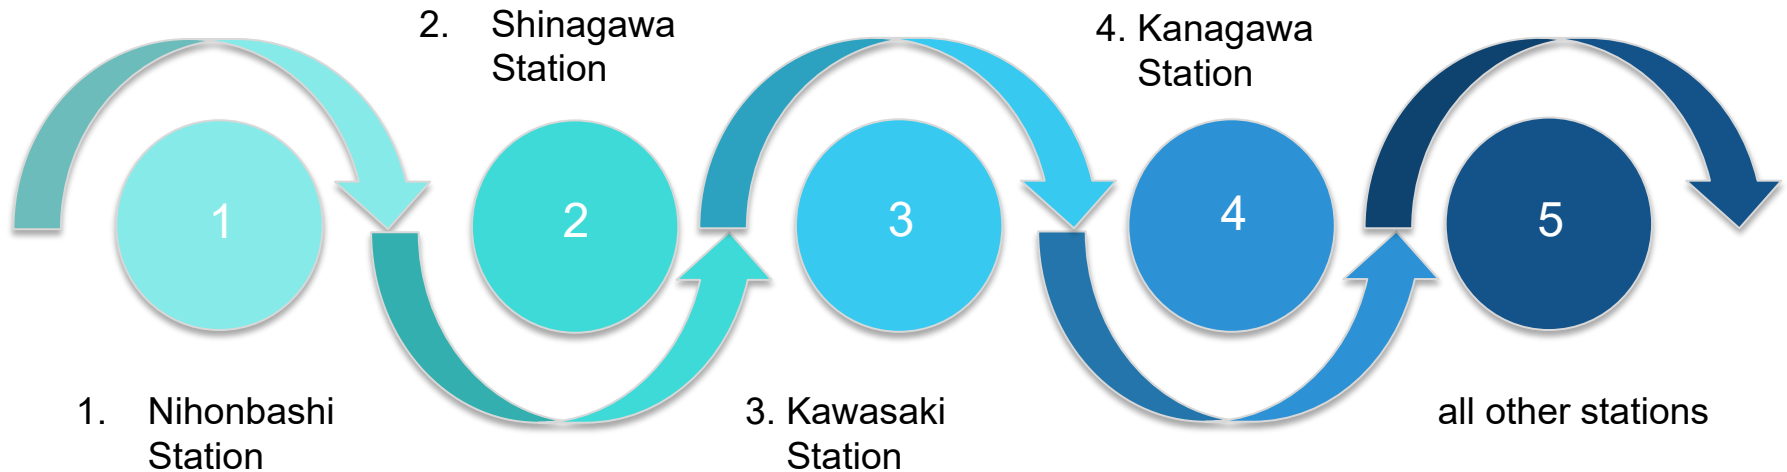 2. Shinagawa
Station
4. Kanagawa
Station
1
2
3
4
5
1. Nihonbashi
Station
3. Kawasaki
Station
all other stations